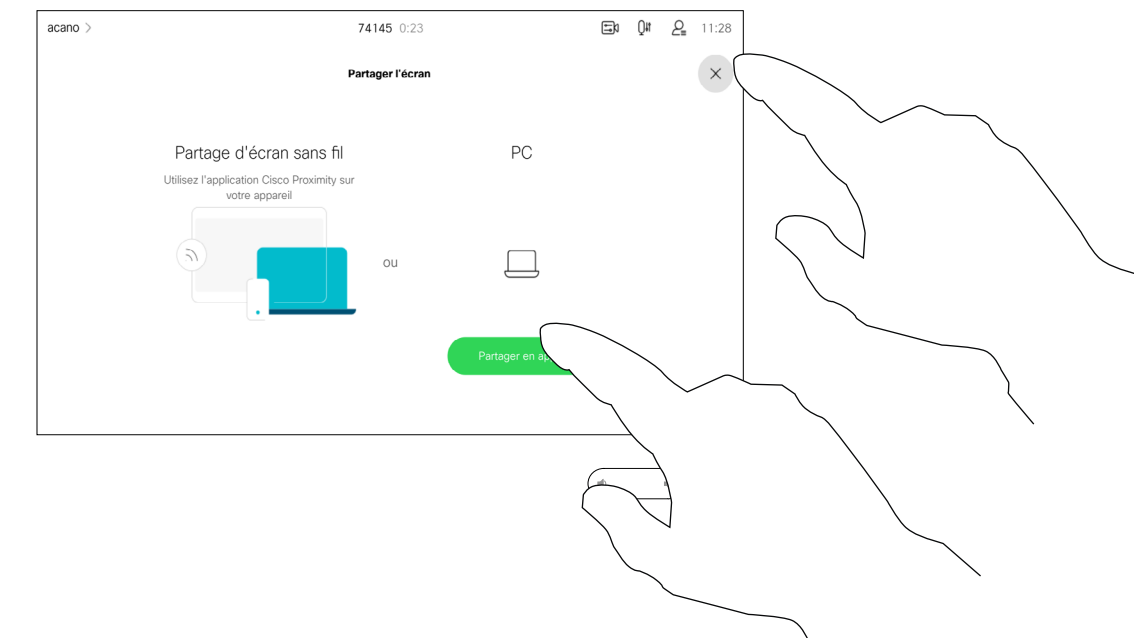 acano
74145 0:23
11:28
Partager l'écran
Partage d'écran sans fil
PC
Utilisez l'application Cisco Proximity sur
votre appareil
ou
Partager en